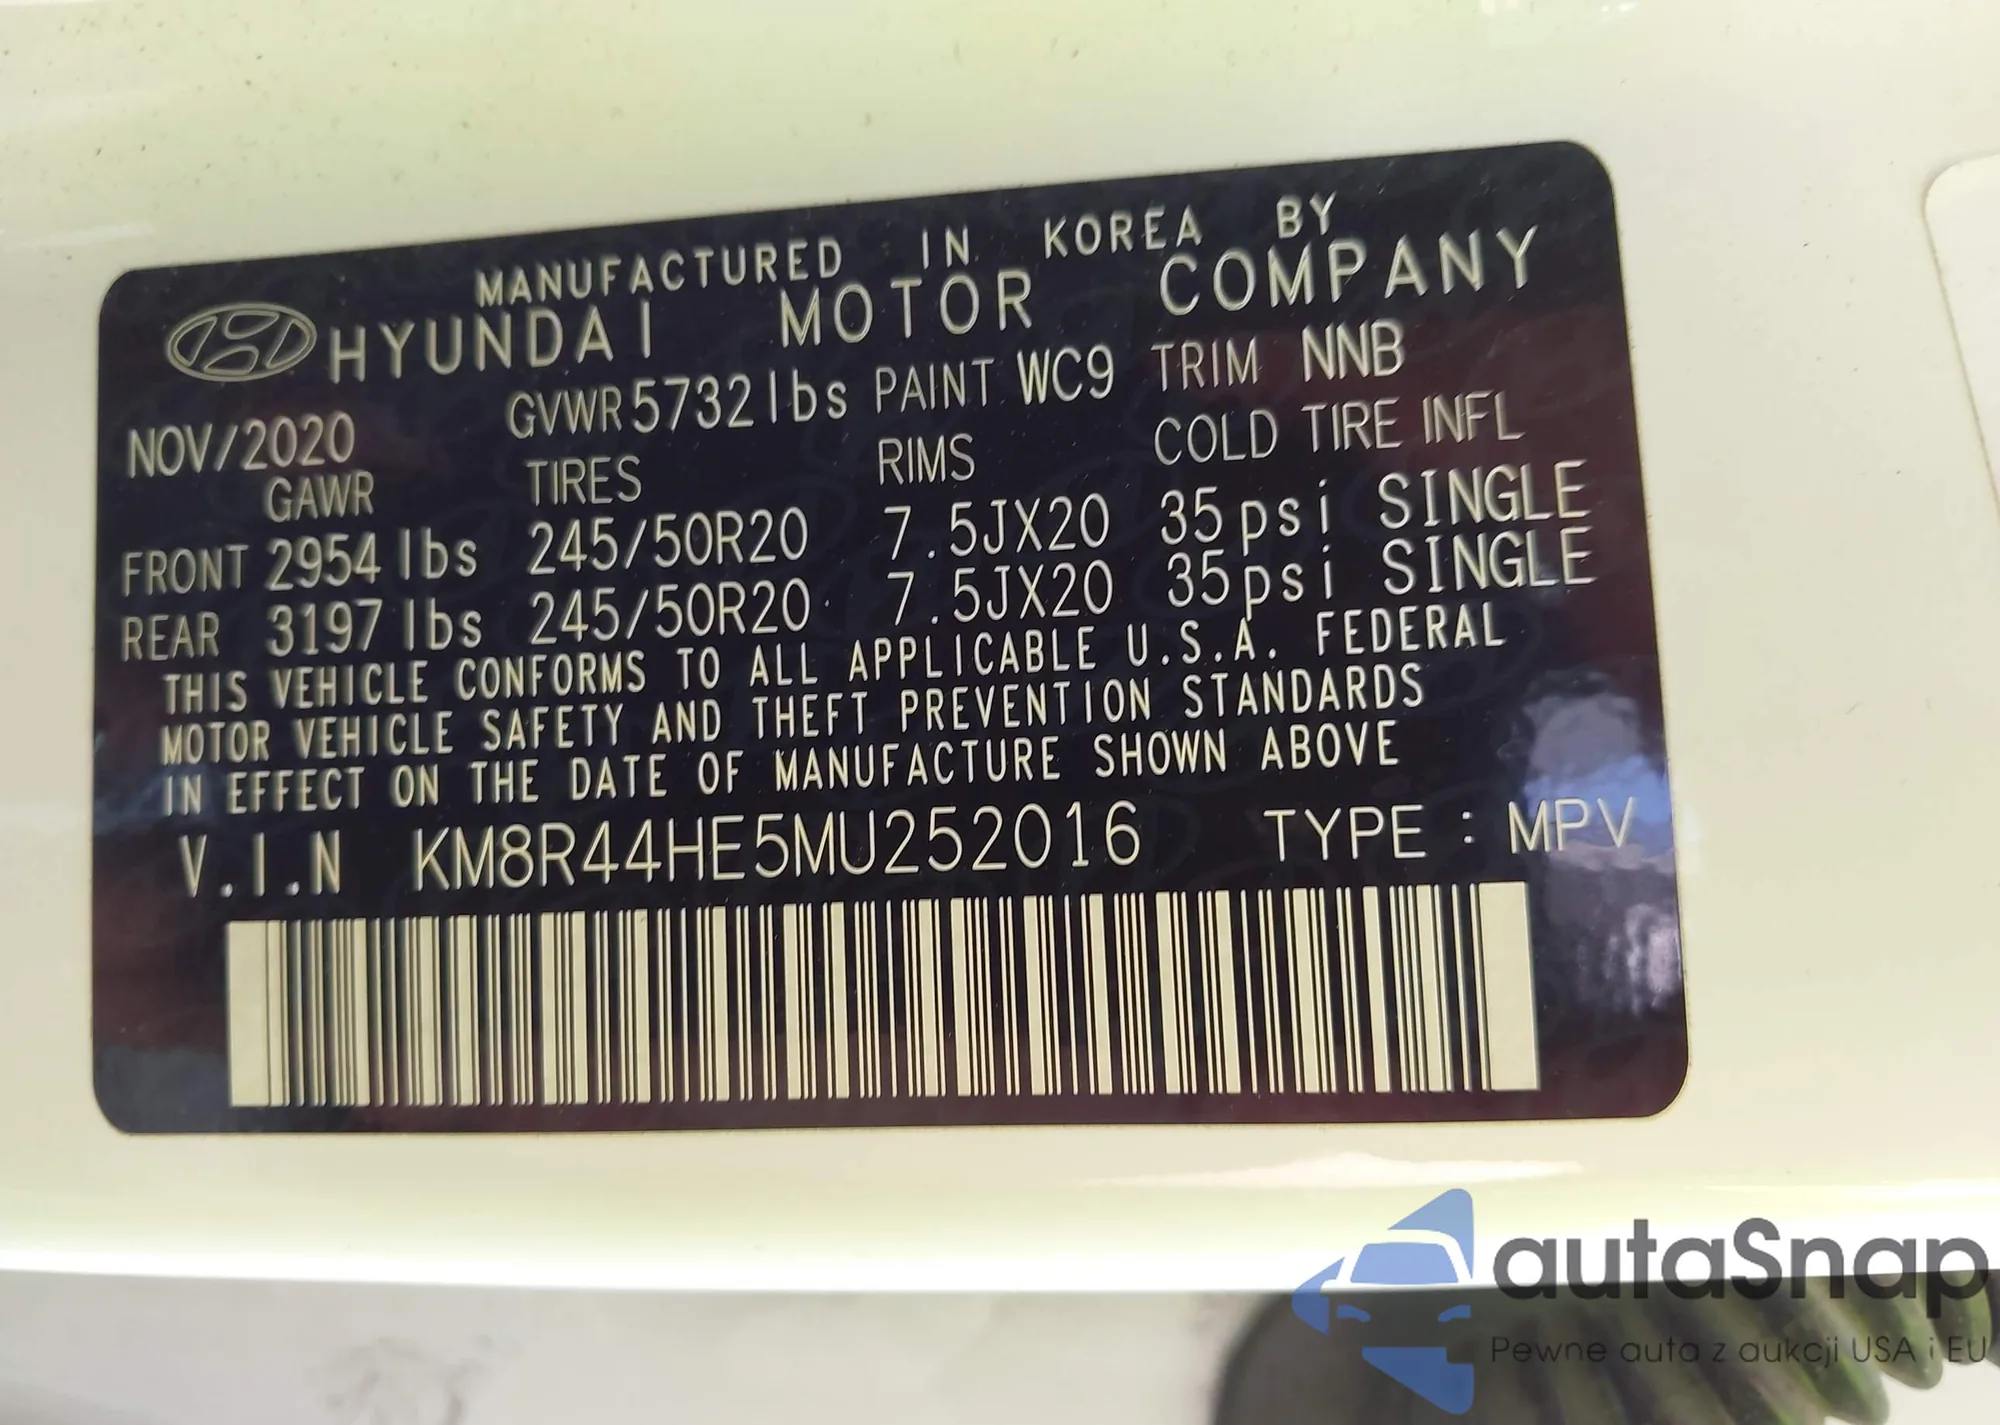 MANUFACTURED IN KOREA BY
HYUNDAI MOTOR COMPANY
NOV/2020 GVWR 5732 lbs PAINT WC9 TRIM NNB
GAWR TIRES RIMS COLD TIRE INFL
FRONT 2954 lbs 245/50R20 7.5JX20 35psi SINGLE
REAR 3197 lbs 245/50R20 7.5JX20 35psi SINGLE
THIS VEHICLE CONFORMS TO ALL APPLICABLE U.S.A. FEDERAL
MOTOR VEHICLE SAFETY AND THEFT PREVENTION STANDARDS
IN EFFECT ON THE DATE OF MANUFACTURE SHOWN ABOVE
V.I.N KM8R44HE5MU252016 TYPE : MPV
autaSnap
Pewne auta z aukcji USA i EU